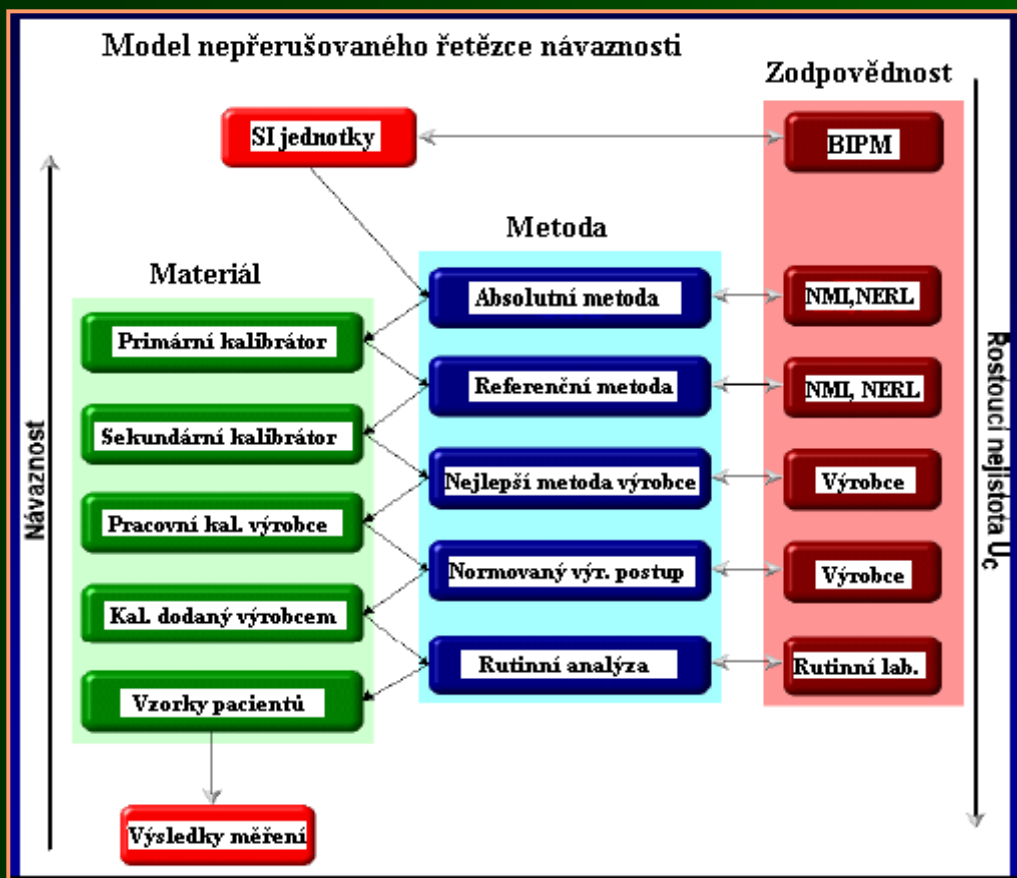 Model nepřerušovaného řetězce návaznosti
Zodpovědnost
SI jednotky
BIPM
Metoda
Materiál
Absolutní metoda
NMI,NERL
Primární kalibrátor
Referenční metoda
NMI, NERL
Sekundární kalibrátor
Nejlepší metoda výrobce
Výrobce
Pracovní kal. výrobce
Normovaný výr. postup
Výrobce
Kal. dodaný výrobcem
Rutinní analýza
Rutinní lab.
Vzorky pacientů
Výsledky měření
Návaznost
Rostoucí nejistota Uc